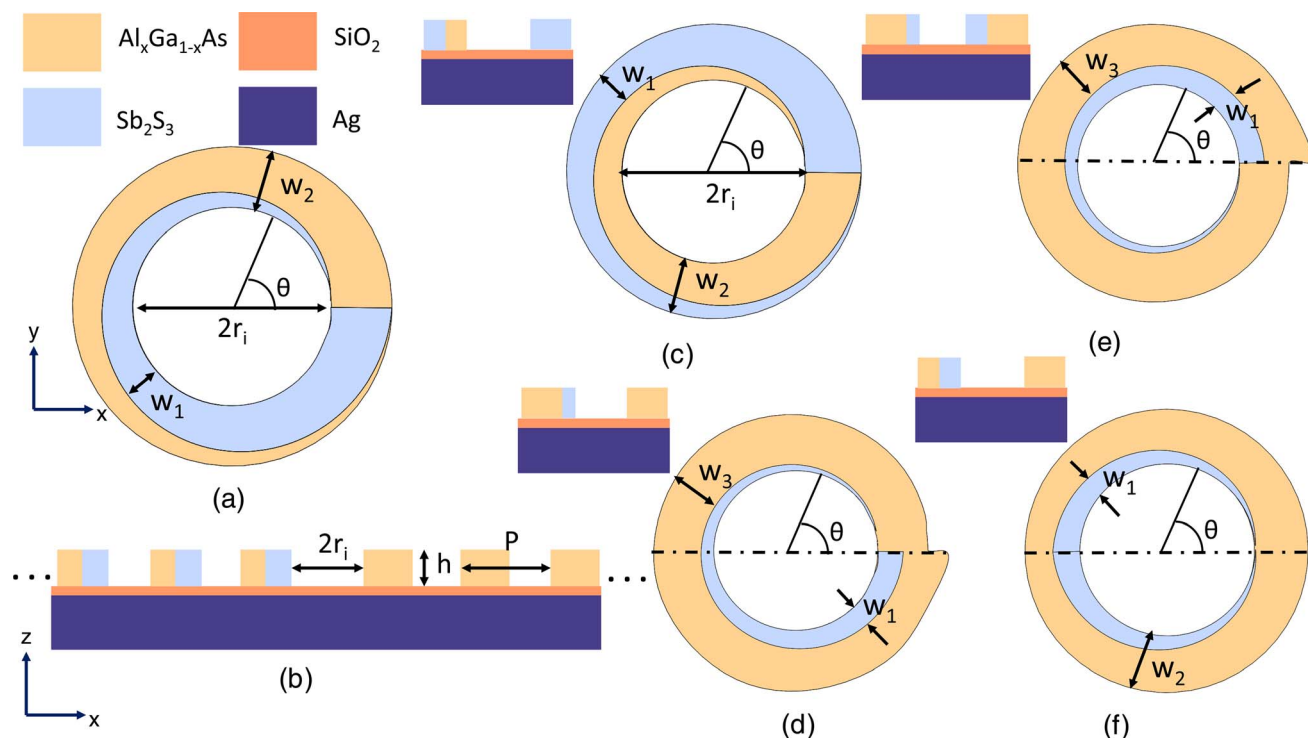 AlₓGa₁₋ₓAs
SiO₂
Sb₂S₃
Ag
w₂
θ
2rᵢ
w₁
y
x
(a)
2rᵢ
h
P
z
x
(b)
w₁
θ
2rᵢ
w₂
(c)
w₃
θ
w₁
(d)
w₃
w₁
θ
(e)
w₁
θ
w₂
(f)